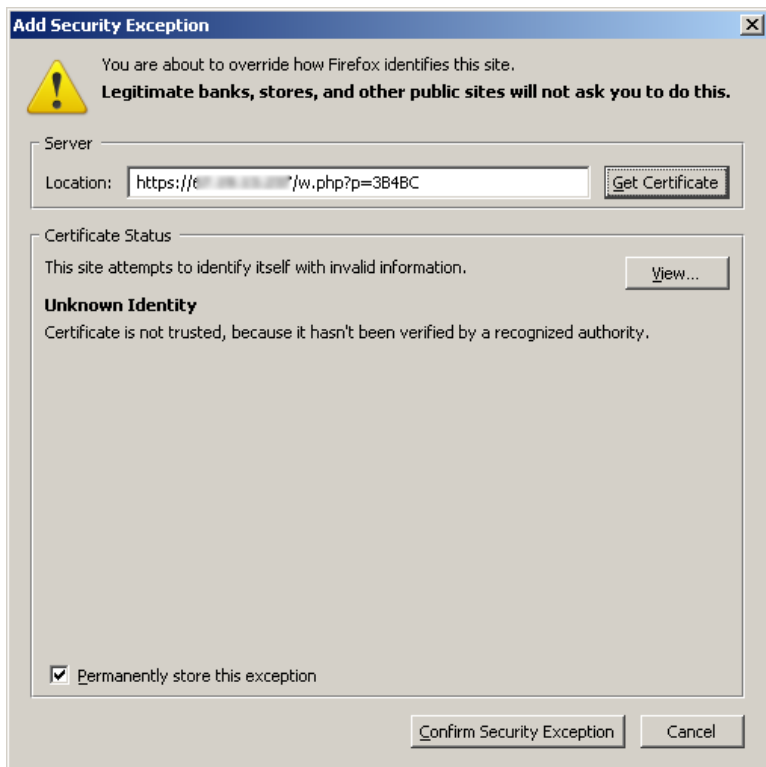 Add Security Exception
You are about to override how Firefox identifies this site.
Legitimate banks, stores, and other public sites will not ask you to do this.
Server
Location: https:// /w.php?p=3B4BC Get Certificate
Certificate Status
This site attempts to identify itself with invalid information. View...
Unknown Identity
Certificate is not trusted, because it hasn't been verified by a recognized authority.
Permanently store this exception
Confirm Security Exception Cancel